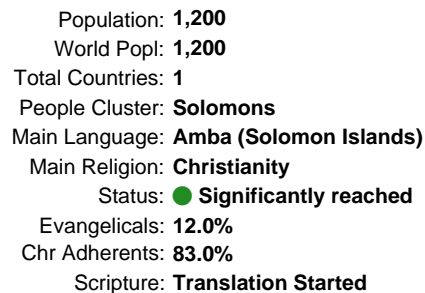 Population: 1,200
World Popl: 1,200
Total Countries: 1
People Cluster: Solomons
Main Language: Amba (Solomon Islands)
Main Religion: Christianity
Status: Significantly reached
Evangelicals: 12.0%
Chr Adherents: 83.0%
Scripture: Translation Started